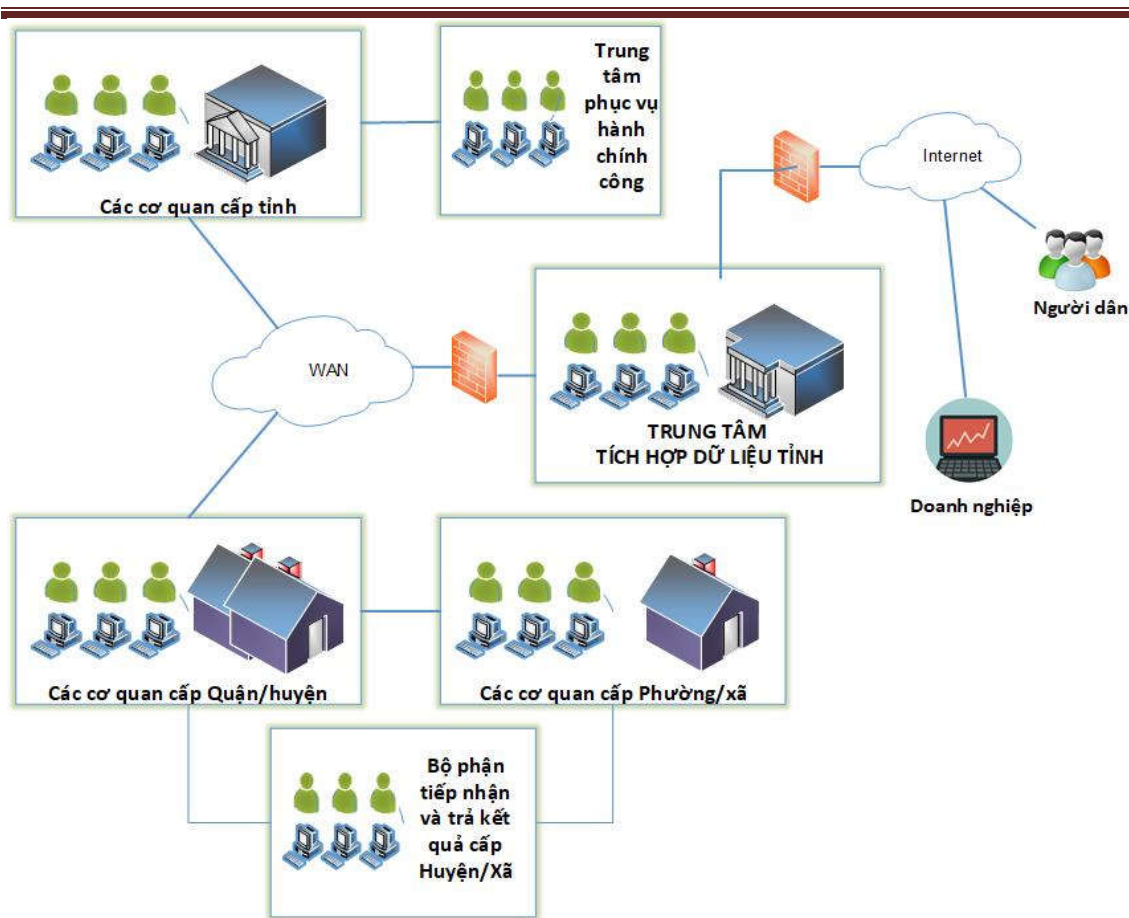 Trung
tâm
phục vụ
hành
chính
công
Các cơ quan cấp tỉnh
Internet
Người dân
WAN
TRUNG TÂM
TÍCH HỢP DỮ LIỆU TỈNH
Doanh nghiệp
Các cơ quan cấp Quận/huyện
Các cơ quan cấp Phường/xã
Bộ phận
tiếp nhận
và trả kết
quả cấp
Huyện/Xã